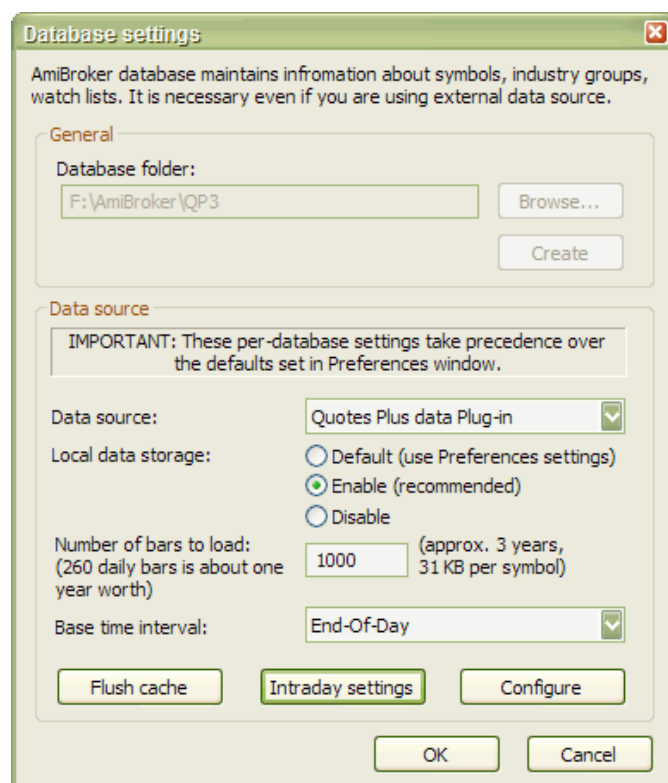 Database settings
AmiBroker database maintains infromation about symbols, industry groups,
watch lists. It is necessary even if you are using external data source.
General
Database folder:
F:\AmiBroker\QP3
Browse...
Create
Data source
IMPORTANT: These per-database settings take precedence over
the defaults set in Preferences window.
Data source:
Quotes Plus data Plug-in
Local data storage:
Default (use Preferences settings)
Enable (recommended)
Disable
Number of bars to load:
(260 daily bars is about one
year worth)
1000
(approx. 3 years,
31 KB per symbol)
Base time interval:
End-Of-Day
Flush cache
Intraday settings
Configure
OK
Cancel